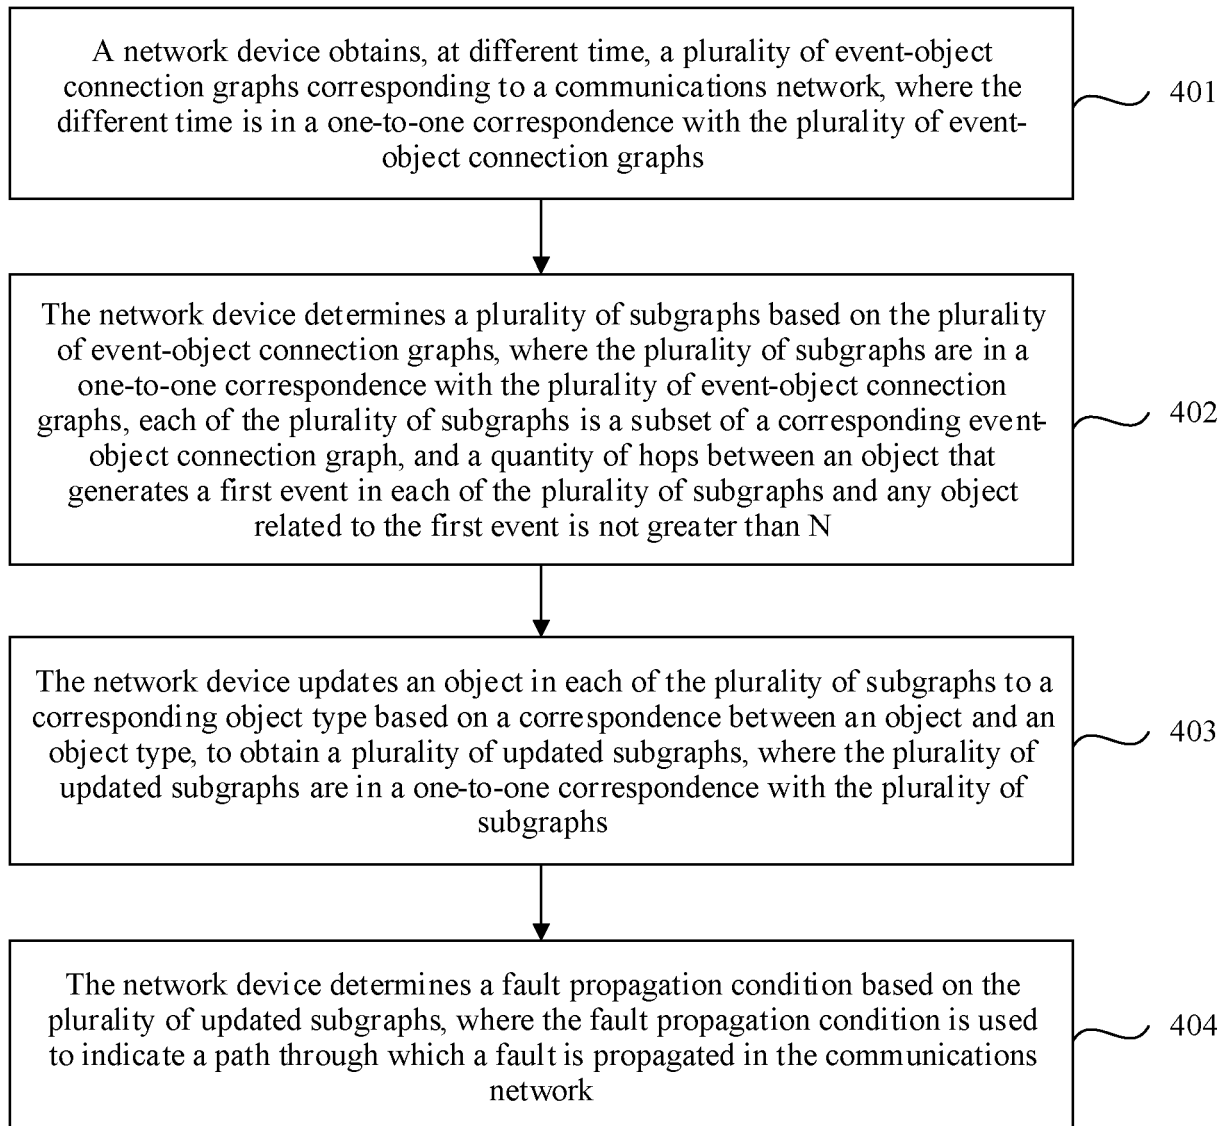 A network device obtains, at different time, a plurality of event-object
connection graphs corresponding to a communications network, where the
different time is in a one-to-one correspondence with the plurality of event-
object connection graphs
401
The network device determines a plurality of subgraphs based on the plurality
of event-object connection graphs, where the plurality of subgraphs are in a
one-to-one correspondence with the plurality of event-object connection
graphs, each of the plurality of subgraphs is a subset of a corresponding event-
object connection graph, and a quantity of hops between an object that
generates a first event in each of the plurality of subgraphs and any object
related to the first event is not greater than N
402
The network device updates an object in each of the plurality of subgraphs to a
corresponding object type based on a correspondence between an object and an
object type, to obtain a plurality of updated subgraphs, where the plurality of
updated subgraphs are in a one-to-one correspondence with the plurality of
subgraphs
403
The network device determines a fault propagation condition based on the
plurality of updated subgraphs, where the fault propagation condition is used
to indicate a path through which a fault is propagated in the communications
network
404